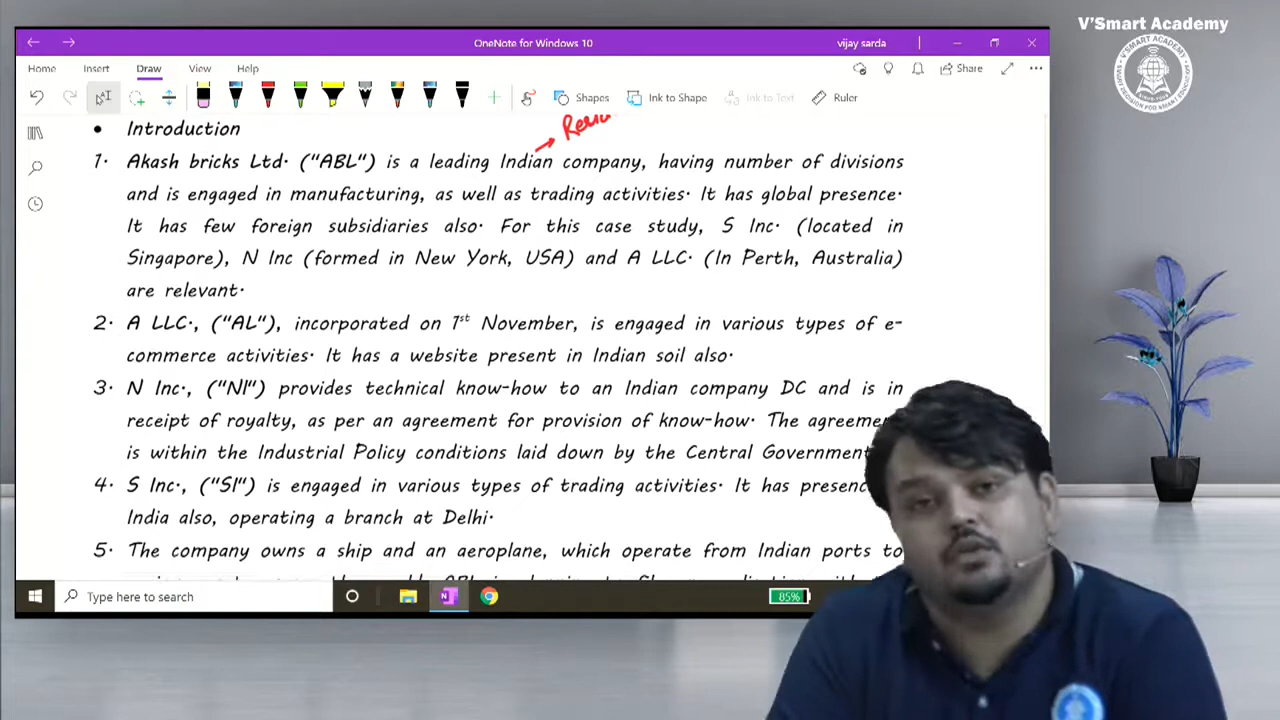 V'Smart Academy
OneNote for Windows 10
vijay sarda
Home Insert Draw View Help
Share
Shapes Ink to Shape Ink to Text Ruler
• Introduction
1. Akash bricks Ltd. ("ABL") is a leading Indian company, having number of divisions
and is engaged in manufacturing, as well as trading activities. It has global presence.
It has few foreign subsidiaries also. For this case study, S Inc. (located in
Singapore), N Inc (formed in New York, USA) and A LLC. (In Perth, Australia)
are relevant.
2. A LLC., ("AL"), incorporated on 1st November, is engaged in various types of e-
commerce activities. It has a website present in Indian soil also.
3. N Inc., ("NI") provides technical know-how to an Indian company DC and is in
receipt of royalty, as per an agreement for provision of know-how. The
is within the Industrial Policy conditions laid down by the Central Government
4. S Inc., ("SI") is engaged in various types of trading activities. It has
India also, operating a branch at Delhi.
5. The company owns a ship and an aeroplane, which operate from Indian ports to
Type here to search
85%